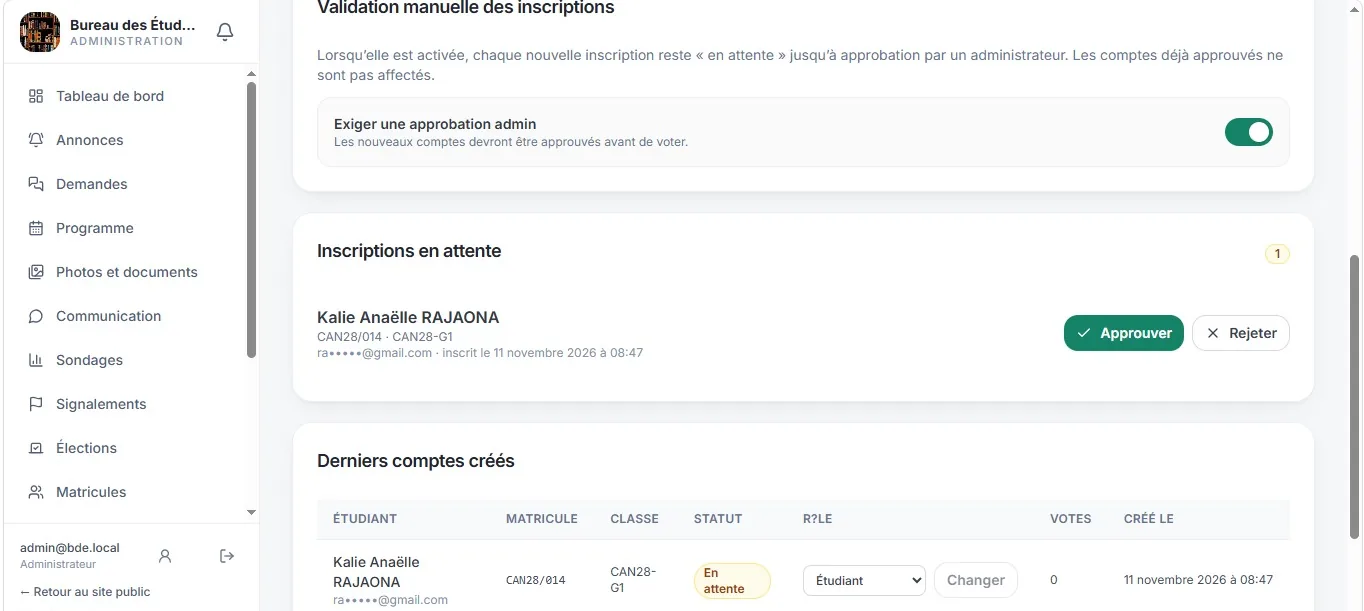 Bureau des Étud...
ADMINISTRATION
Tableau de bord
Annonces
Demandes
Programme
Photos et documents
Communication
Sondages
Signalements
Élections
Matricules
admin@bde.local
Administrateur
← Retour au site public
Validation manuelle des inscriptions
Lorsqu’elle est activée, chaque nouvelle inscription reste « en attente » jusqu’à approbation par un administrateur. Les comptes déjà approuvés ne
sont pas affectés.
Exiger une approbation admin
Les nouveaux comptes devront être approuvés avant de voter.
Inscriptions en attente
1
Kalie Anaëlle RAJAONA
CAN28/014 · CAN28-G1
ra•••••@gmail.com · inscrit le 11 novembre 2026 à 08:47
Approuver
Rejeter
Derniers comptes créés
ÉTUDIANT MATRICULE CLASSE STATUT R?LE VOTES CRÉÉ LE
Kalie Anaëlle
RAJAONA
ra•••••@gmail.com
CAN28/014
CAN28-
G1
En
attente
Étudiant
Changer
0
11 novembre 2026 à 08:47